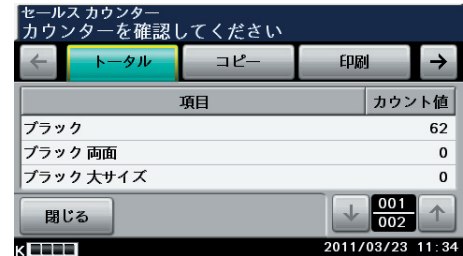 セールス カウンター
カウンターを確認してください
トータル コピー 印刷
項目 カウント値
ブラック 62
ブラック 両面 0
ブラック 大サイズ 0
閉じる 001
002
K 2011/03/23 11:34